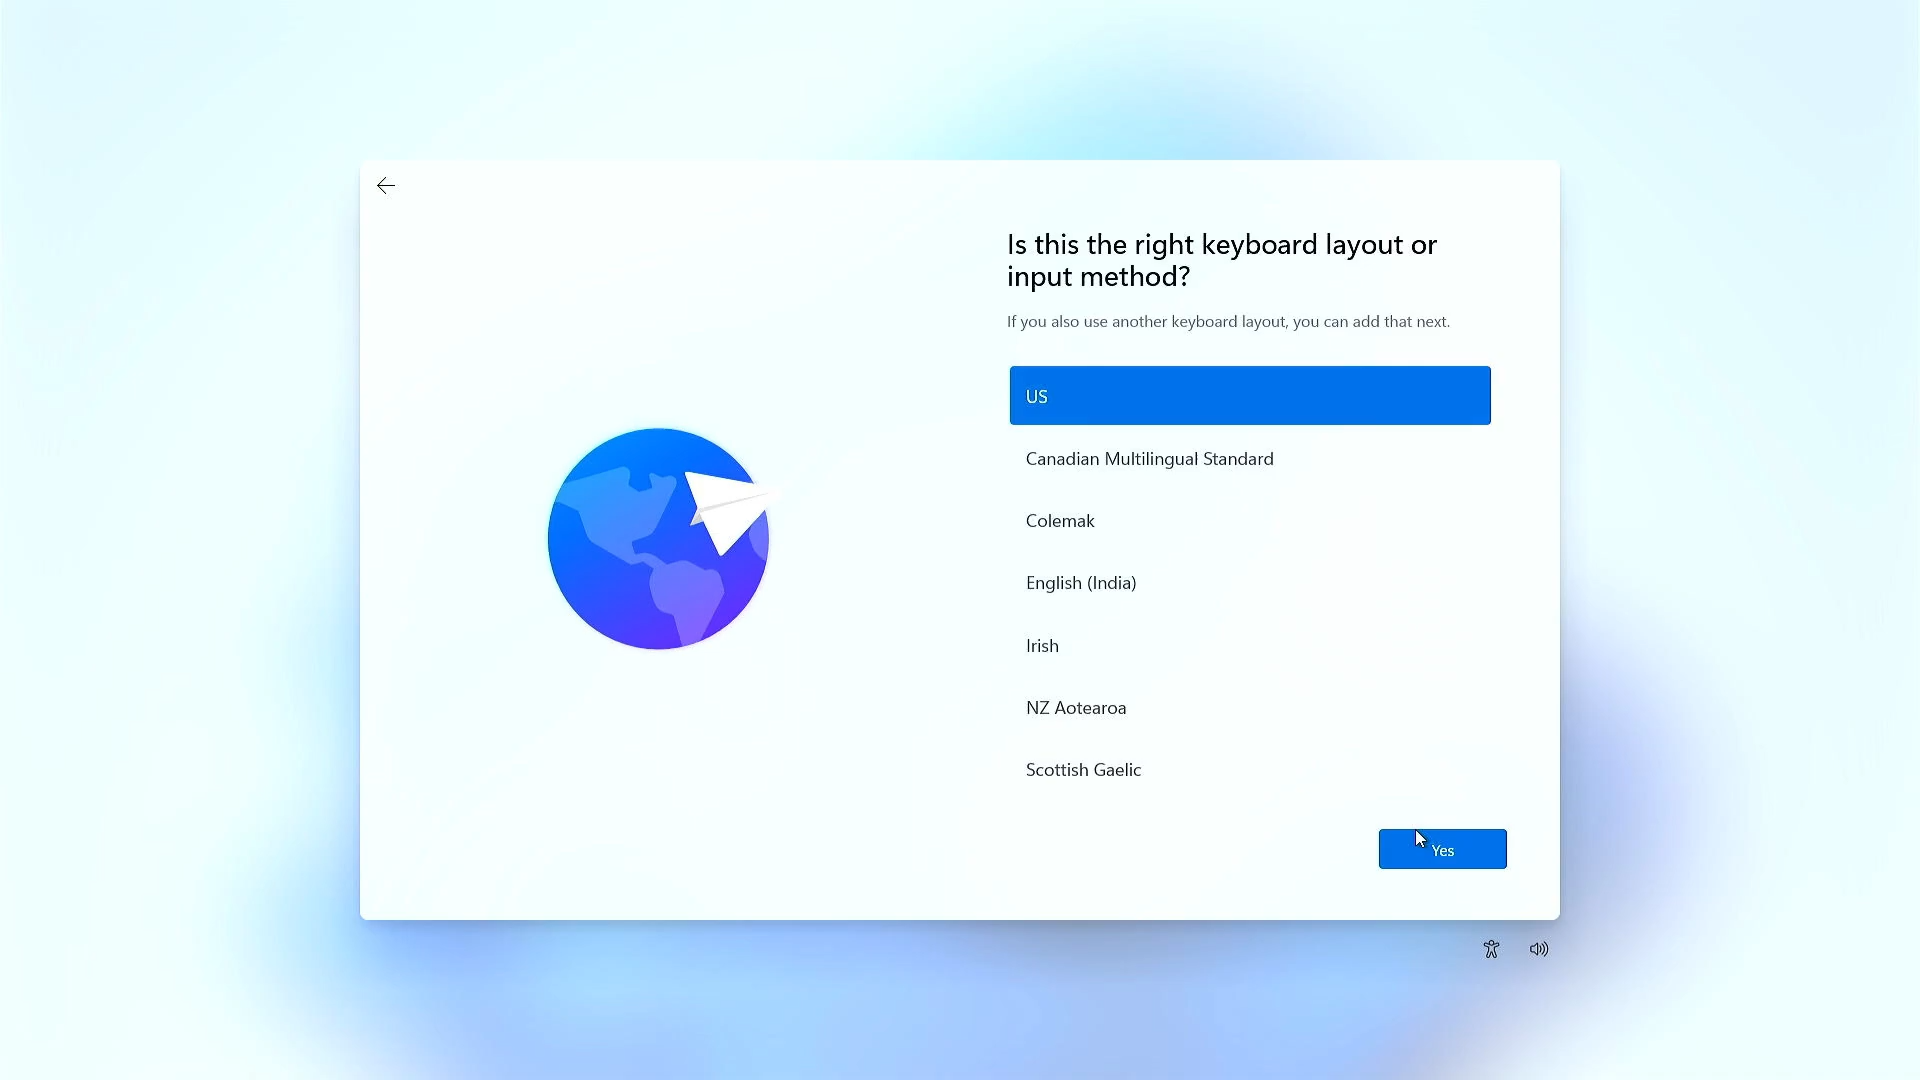 Is this the right keyboard layout or
input method?
If you also use another keyboard layout, you can add that next.
US
Canadian Multilingual Standard
Colemak
English (India)
Irish
NZ Aotearoa
Scottish Gaelic
Yes